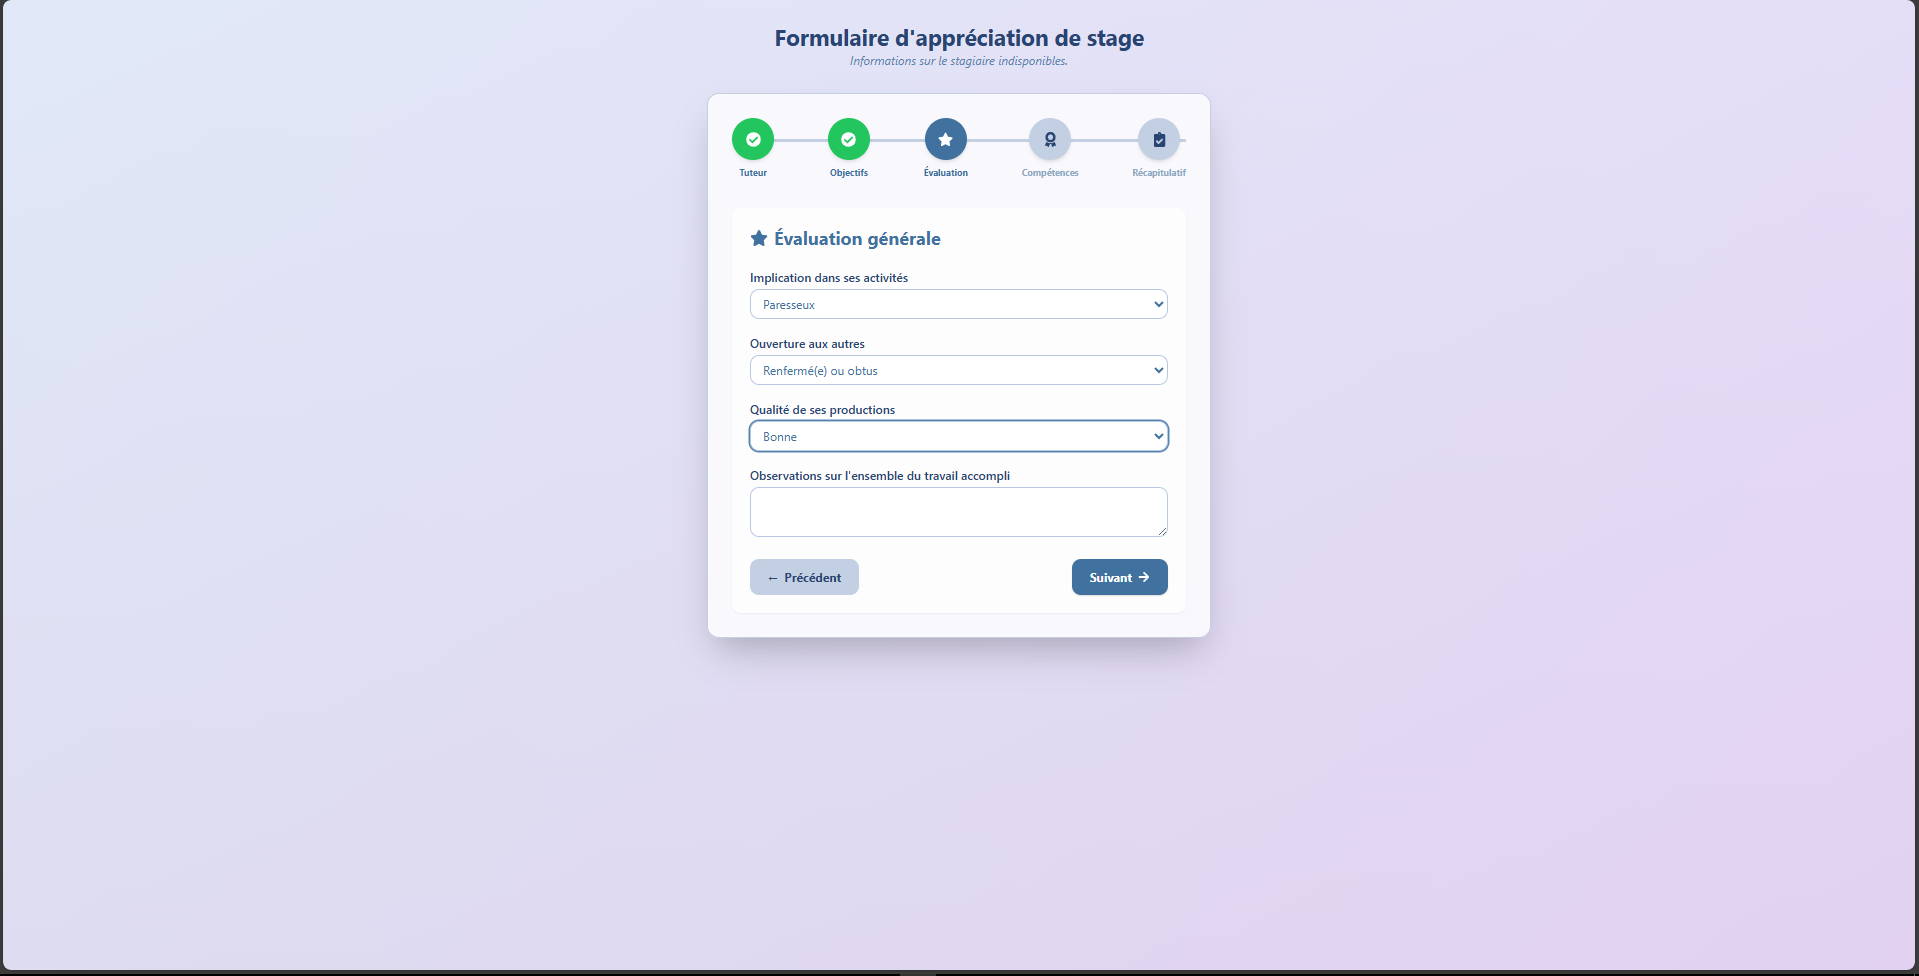 Formulaire d'appréciation de stage
Informations sur le stagiaire indisponibles.
Tuteur
Objectifs
Évaluation
Compétences
Récapitulatif
Évaluation générale
Implication dans ses activités
Paresseux
Ouverture aux autres
Renfermé(e) ou obtus
Qualité de ses productions
Bonne
Observations sur l'ensemble du travail accompli
← Précédent
Suivant →